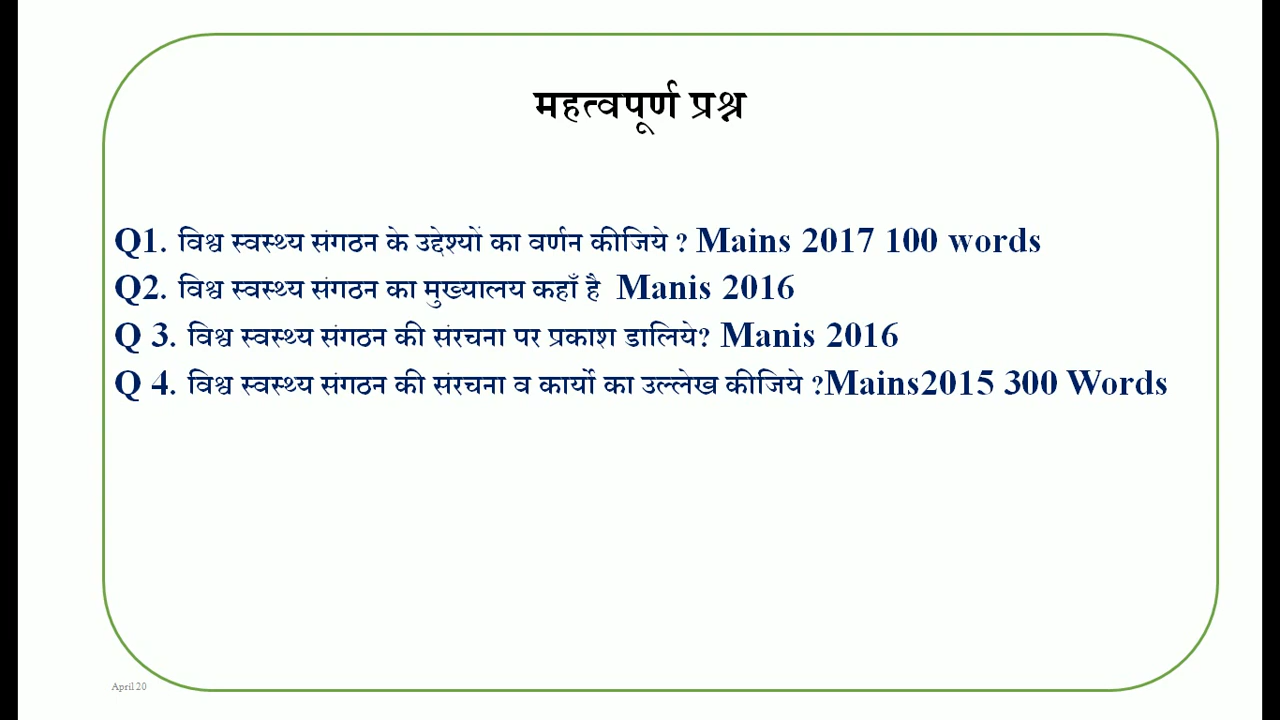 महत्वपूर्ण प्रश्न
Q1. विश्व स्वस्थ्य संगठन के उद्देश्यों का वर्णन कीजिये ? Mains 2017 100 words
Q2. विश्व स्वस्थ्य संगठन का मुख्यालय कहाँ है Manis 2016
Q 3. विश्व स्वस्थ्य संगठन की संरचना पर प्रकाश डालिये? Manis 2016
Q 4. विश्व स्वस्थ्य संगठन की संरचना व कार्यो का उल्लेख कीजिये ?Mains2015 300 Words
April 20